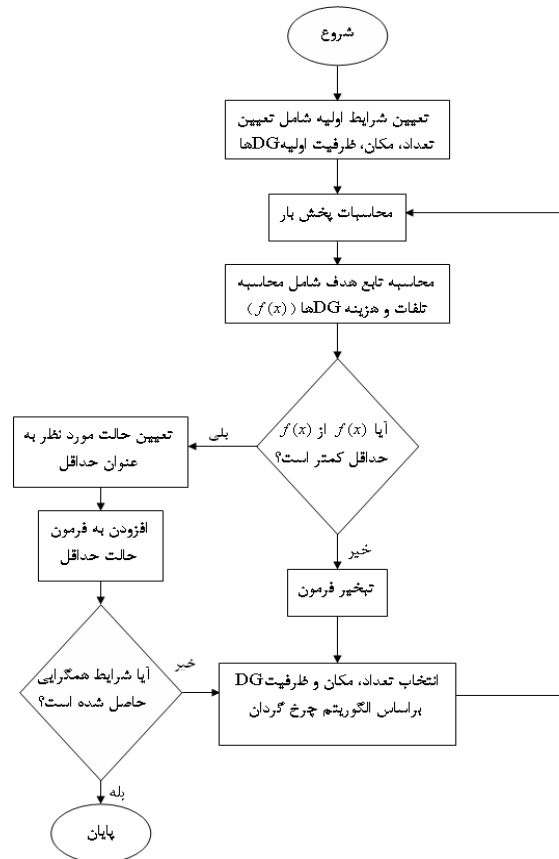 شروع
تعیین شرایط اولیه شامل تعیین
تعداد، مکان، ظرفیت اولیه DGها
محاسبات پخش بار
محاسبه تابع هدف شامل محاسبه
تلفات و هزینه DGها (f(x))
آیا f(x) از f(x)
حداقل کمتر است؟
بلی
تعیین حالت مورد نظر به
عنوان حداقل
افزودن به فرمون
حالت حداقل
خیر
تبخیر فرمون
آیا شرایط همگرایی
حاصل شده است؟
خیر
انتخاب تعداد، مکان و ظرفیت DG
براساس الگوریتم چرخ گردان
بله
پایان